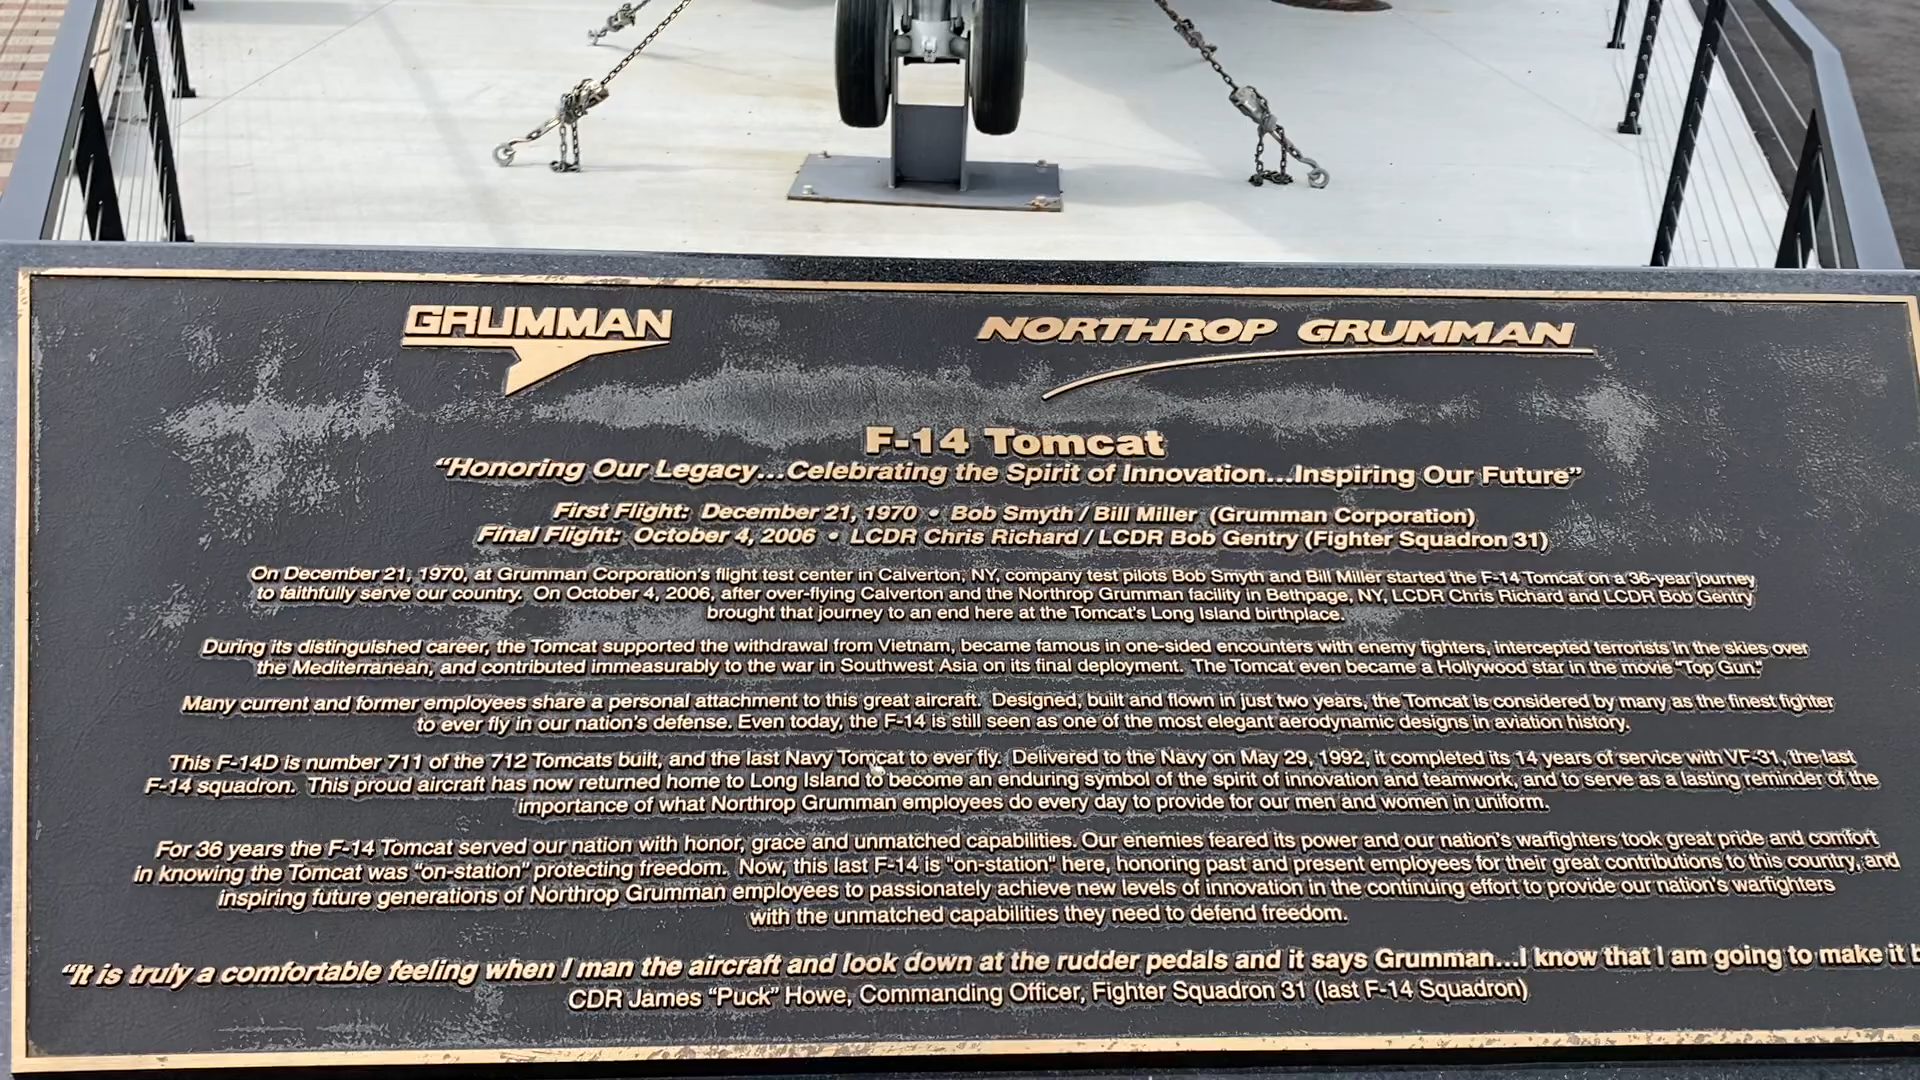 GRUMMAN
NORTHROP GRUMMAN
F-14 Tomcat
“Honoring Our Legacy...Celebrating the Spirit of Innovation...Inspiring Our Future”
First Flight: December 21, 1970 • Bob Smyth / Bill Miller (Grumman Corporation)
Final Flight: October 4, 2006 • LCDR Chris Richard / LCDR Bob Gentry (Fighter Squadron 31)
On December 21, 1970, at Grumman Corporation's flight test center in Calverton, NY, company test pilots Bob Smyth and Bill Miller started the F-14 Tomcat on a 36-year journey
to faithfully serve our country. On October 4, 2006, after over-flying Calverton and the Northrop Grumman facility in Bethpage, NY, LCDR Chris Richard and LCDR Bob Gentry
brought that journey to an end here at the Tomcat's Long Island birthplace.
During its distinguished career, the Tomcat supported the withdrawal from Vietnam, became famous in one-sided encounters with enemy fighters, intercepted terrorists in the skies over
the Mediterranean, and contributed immeasurably to the war in Southwest Asia on its final deployment. The Tomcat even became a Hollywood star in the movie “Top Gun.”
Many current and former employees share a personal attachment to this great aircraft. Designed, built and flown in just two years, the Tomcat is considered by many as the finest fighter
to ever fly in our nation's defense. Even today, the F-14 is still seen as one of the most elegant aerodynamic designs in aviation history.
This F-14D is number 711 of the 712 Tomcats built, and the last Navy Tomcat to ever fly. Delivered to the Navy on May 29, 1992, it completed its 14 years of service with VF-31, the last
F-14 squadron. This proud aircraft has now returned home to Long Island to become an enduring symbol of the spirit of innovation and teamwork, and to serve as a lasting reminder of the
importance of what Northrop Grumman employees do every day to provide for our men and women in uniform.
For 36 years the F-14 Tomcat served our nation with honor, grace and unmatched capabilities. Our enemies feared its power and our nation's warfighters took great pride and comfort
in knowing the Tomcat was “on-station” protecting freedom. Now, this last F-14 is "on-station" here, honoring past and present employees for their great contributions to this country, and
inspiring future generations of Northrop Grumman employees to passionately achieve new levels of innovation in the continuing effort to provide our nation's warfighters
with the unmatched capabilities they need to defend freedom.
“It is truly a comfortable feeling when I man the aircraft and look down at the rudder pedals and it says Grumman...I know that I am going to make it
CDR James “Puck” Howe, Commanding Officer, Fighter Squadron 31 (last F-14 Squadron)